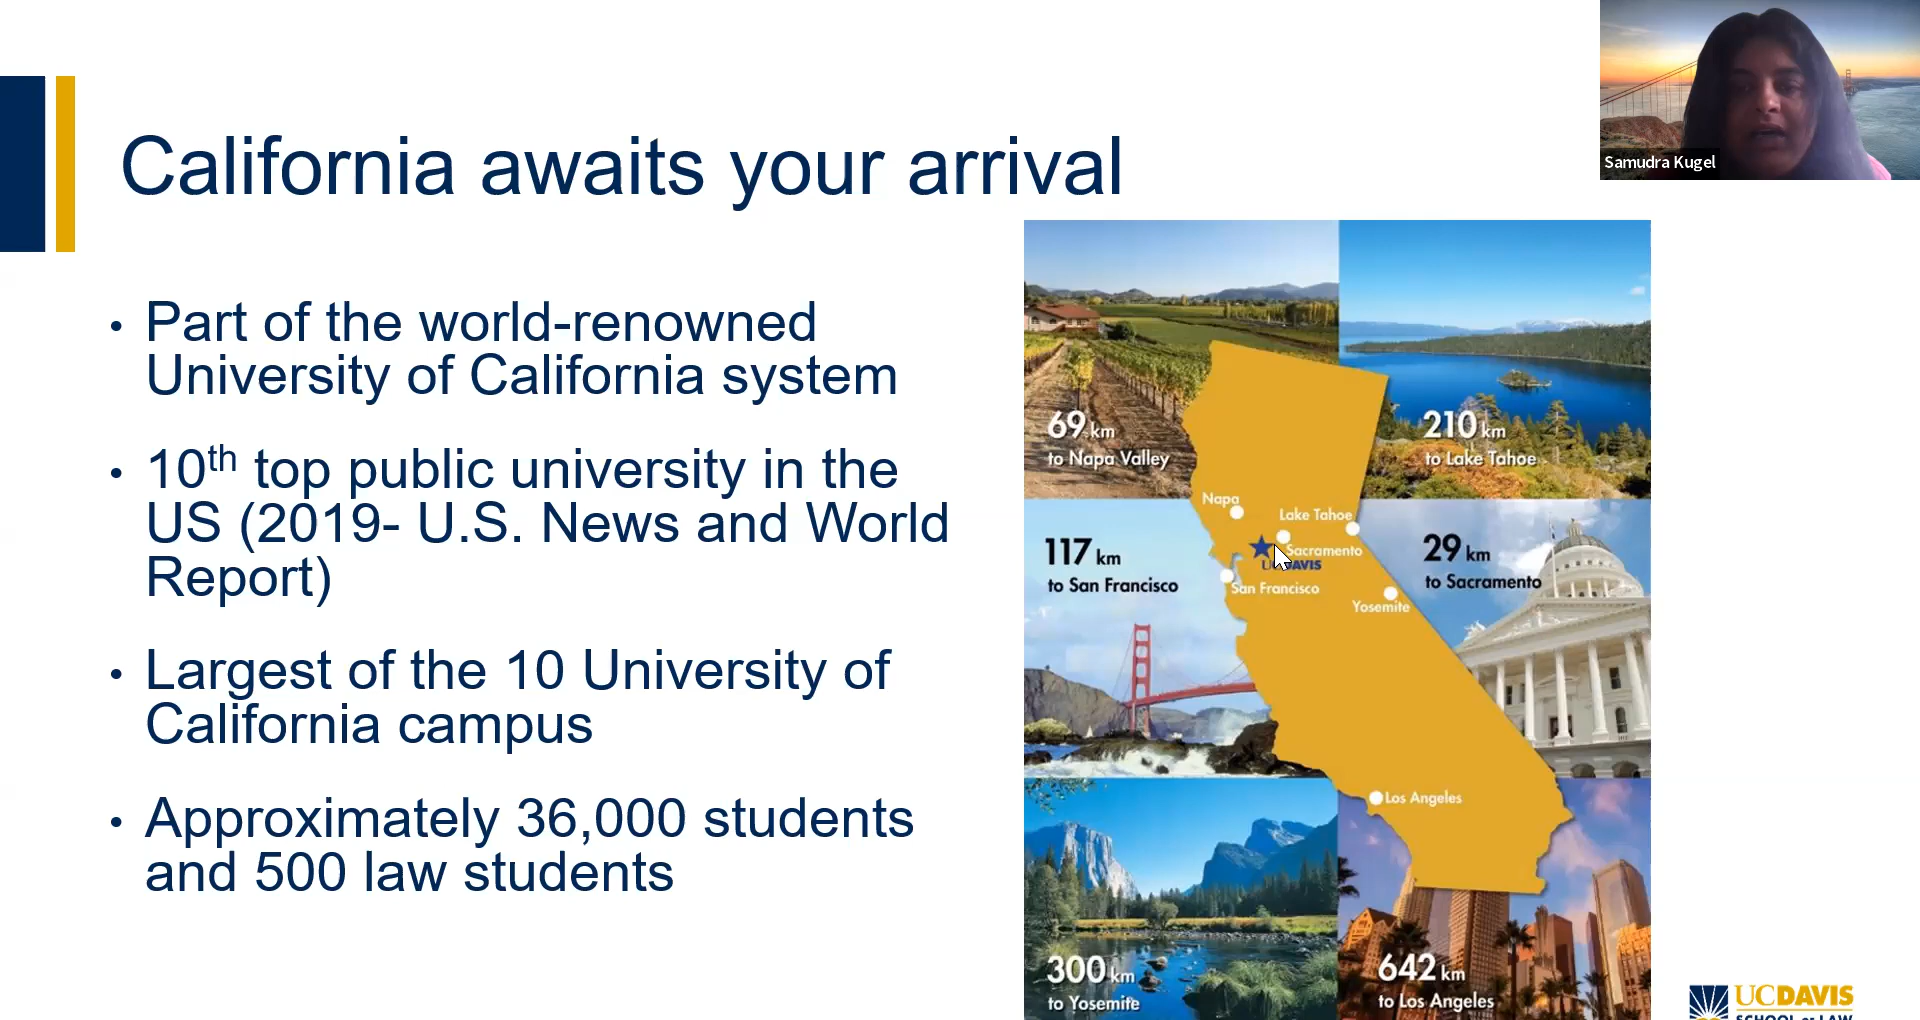 Samudra Kugel
California awaits your arrival
• Part of the world-renowned
University of California system
• 10th top public university in the
US (2019- U.S. News and World
Report)
• Largest of the 10 University of
California campus
• Approximately 36,000 students
and 500 law students
69 km
to Napa Valley
210 km
to Lake Tahoe
Napa
Lake Tahoe
Sacramento
UC DAVIS
San Francisco
Yosemite
117 km
to San Francisco
29 km
to Sacramento
Los Angeles
300 km
to Yosemite
642 km
to Los Angeles
UCDAVIS
SCHOOL OF LAW